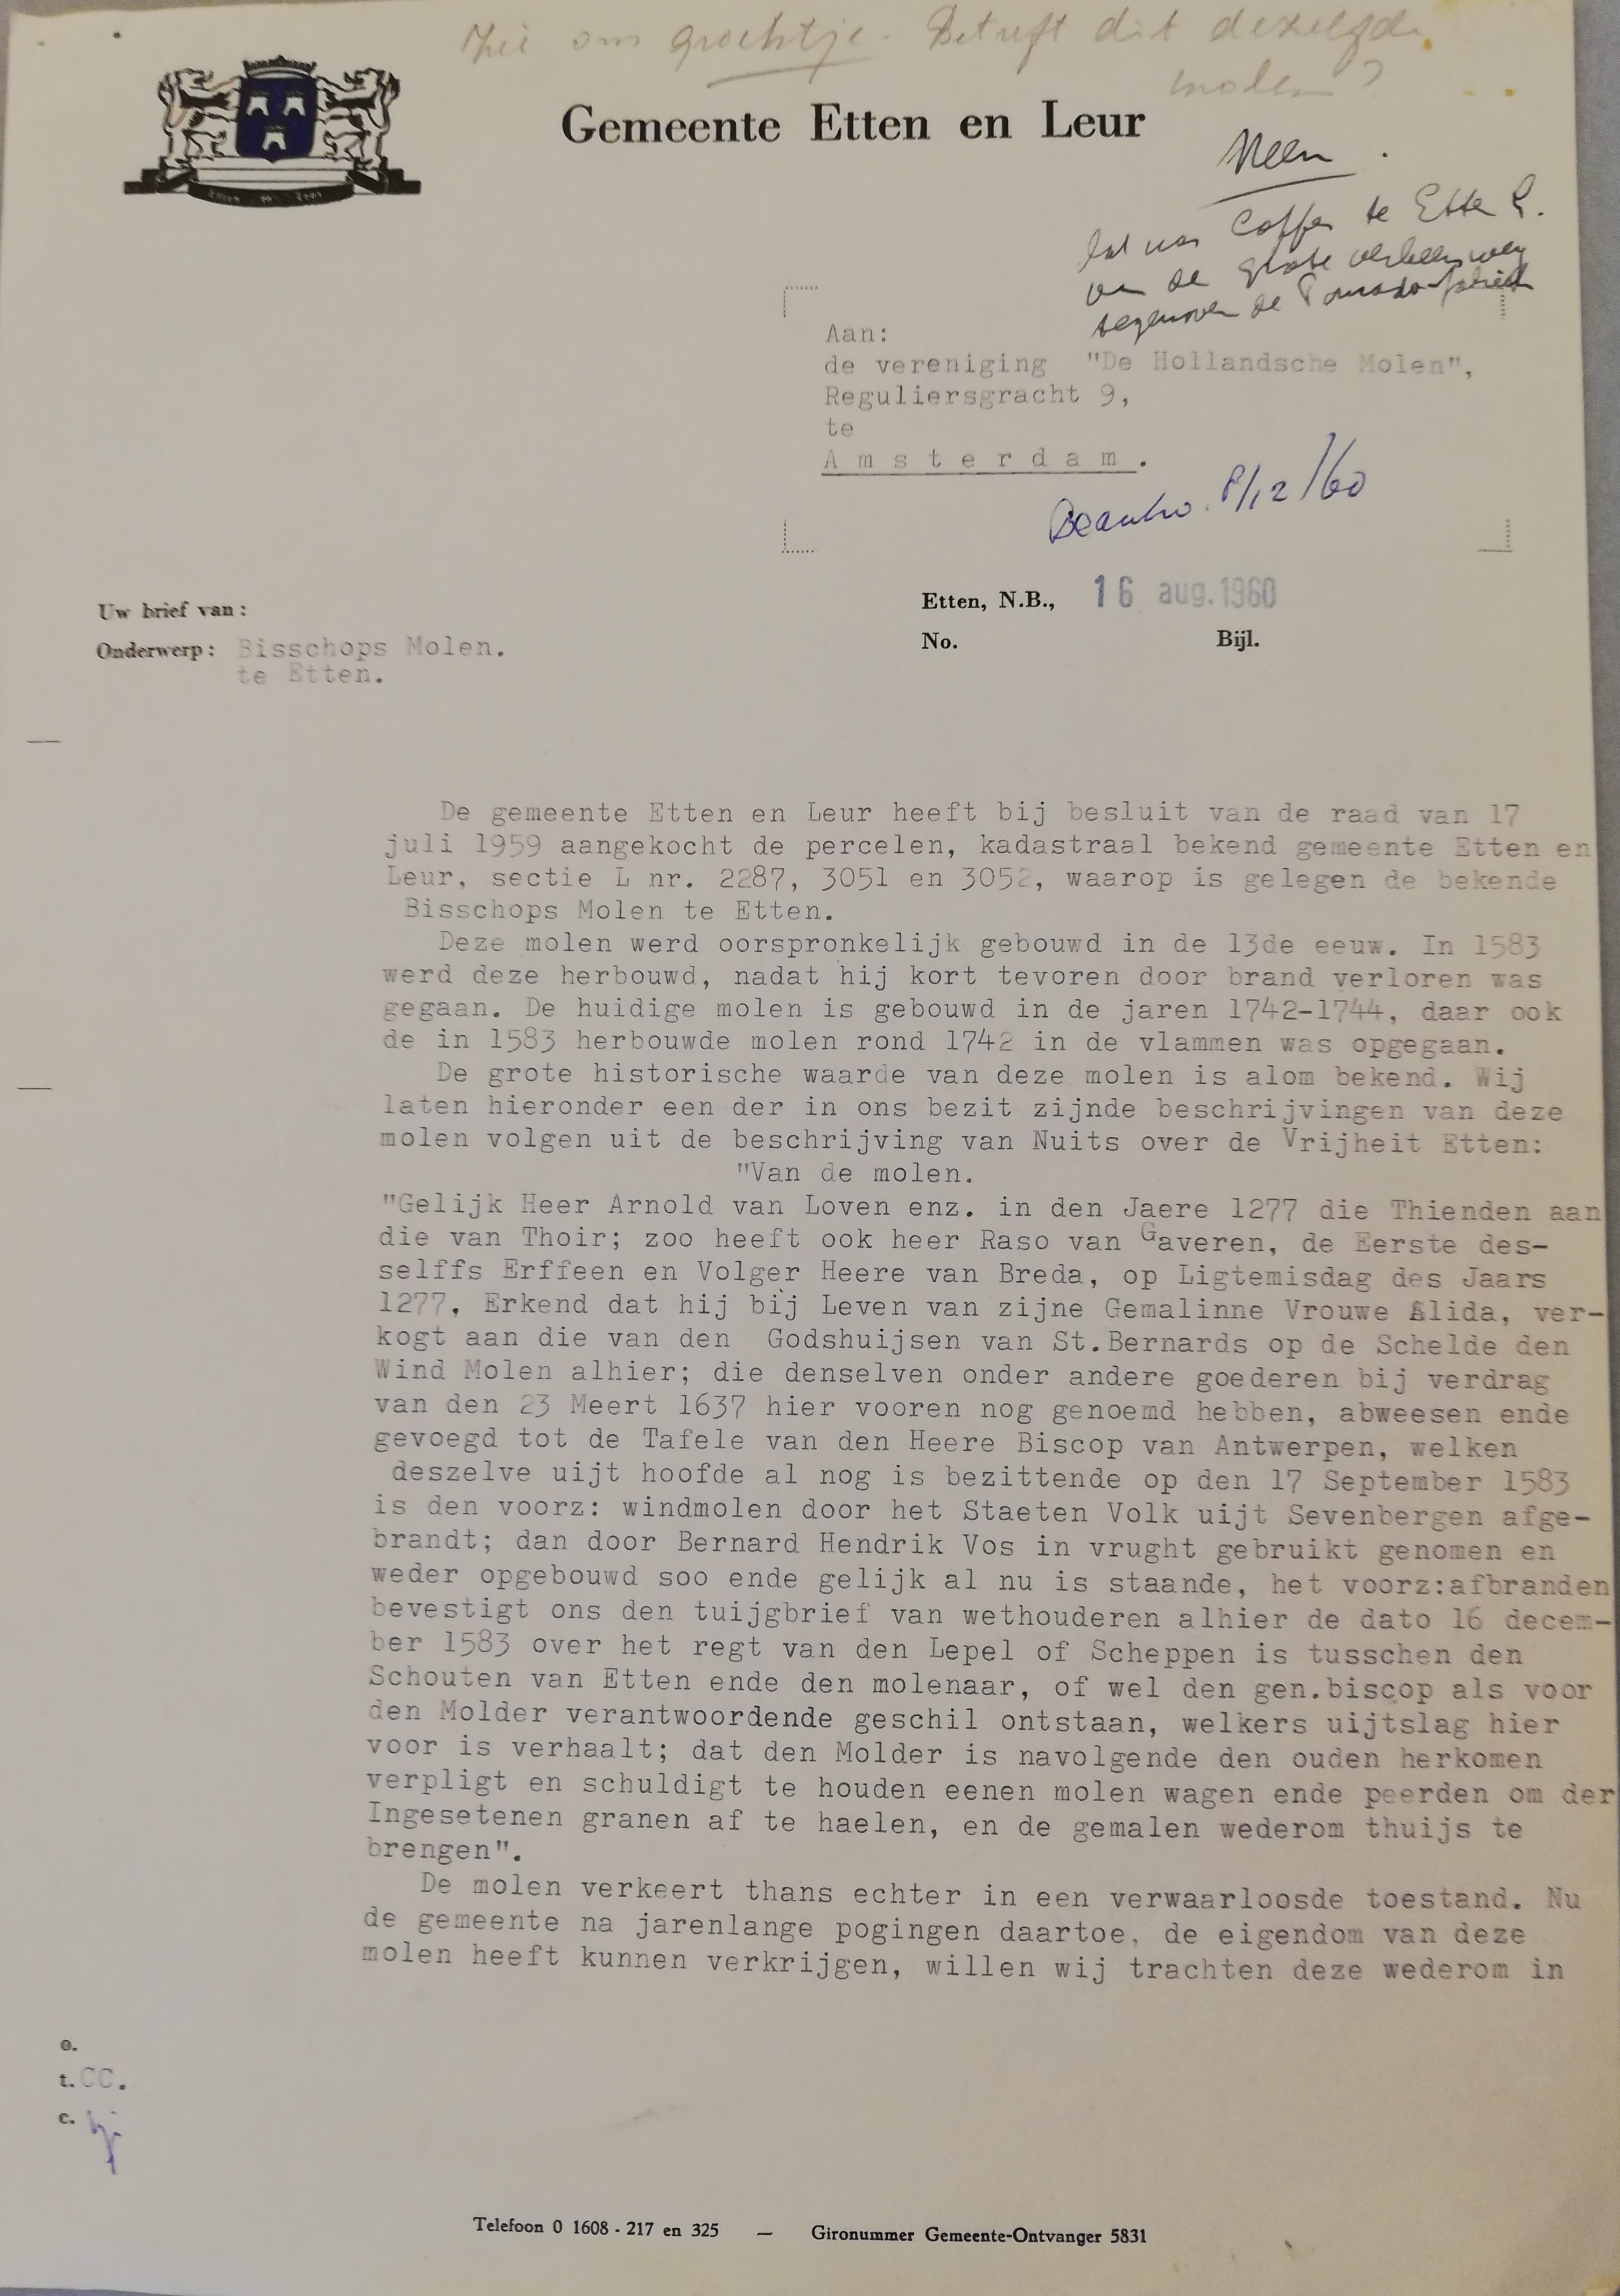 Zie om grachtje. Betreft dit dezelfde
molen?
Gemeente Etten en Leur
Neen.
Coffen te Etten L.
de grote verkeersweg
tegenover de Tomado-fabriek
Aan:
de vereniging "De Hollandsche Molen",
Reguliersgracht 9,
te
Amsterdam.
Beantw. 8/12/60
Etten, N.B., 16 aug.1960
Uw brief van:
No. Bijl.
Onderwerp: Bisschops Molen.
te Etten.
De gemeente Etten en Leur heeft bij besluit van de raad van 17
juli 1959 aangekocht de percelen, kadastraal bekend gemeente Etten en
Leur, sectie L nr. 2287, 3051 en 3052, waarop is gelegen de bekende
Bisschops Molen te Etten.
Deze molen werd oorspronkelijk gebouwd in de 13de eeuw. In 1583
werd deze herbouwd, nadat hij kort tevoren door brand verloren was
gegaan. De huidige molen is gebouwd in de jaren 1742-1744, daar ook
de in 1583 herbouwde molen rond 1742 in de vlammen was opgegaan.
De grote historische waarde van deze molen is alom bekend. Wij
laten hieronder een der in ons bezit zijnde beschrijvingen van deze
molen volgen uit de beschrijving van Nuits over de Vrijheit Etten:
"Van de molen.
"Gelijk Heer Arnold van Loven enz. in den Jaere 1277 die Thienden aan
die van Thoir; zoo heeft ook heer Raso van Gaveren, de Eerste des-
selffs Erffeen en Volger Heere van Breda, op Ligtemisdag des Jaars
1277, Erkend dat hij bij Leven van zijne Gemalinne Vrouwe Alida, ver-
kogt aan die van den Godshuijsen van St.Bernards op de Schelde den
Wind Molen alhier; die denselven onder andere goederen bij verdrag
van den 23 Meert 1637 hier vooren nog genoemd hebben, abweesen ende
gevoegd tot de Tafele van den Heere Biscop van Antwerpen, welken
deszelve uijt hoofde al nog is bezittende op den 17 September 1583
is den voorz: windmolen door het Staeten Volk uijt Sevenbergen afge-
brandt; dan door Bernard Hendrik Vos in vrught gebruikt genomen en
weder opgebouwd soo ende gelijk al nu is staande, het voorz:afbranden
bevestigt ons den tuijgbrief van wethouderen alhier de dato 16 decem-
ber 1583 over het regt van den Lepel of Scheppen is tusschen den
Schouten van Etten ende den molenaar, of wel den gen.biscop als voor
den Molder verantwoordende geschil ontstaan, welkers uijtslag hier
voor is verhaalt; dat den Molder is navolgende den ouden herkomen
verpligt en schuldigt te houden eenen molen wagen ende peerden om der
Ingesetenen granen af te haelen, en de gemalen wederom thuijs te
brengen".
De molen verkeert thans echter in een verwaarloosde toestand. Nu
de gemeente na jarenlange pogingen daartoe, de eigendom van deze
molen heeft kunnen verkrijgen, willen wij trachten deze wederom in
o.
t. CC.
c.
Telefoon 0 1608 - 217 en 325 — Gironummer Gemeente-Ontvanger 5831